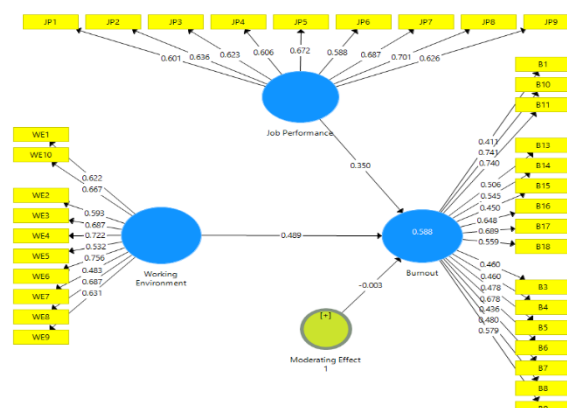 JP1 JP2 JP3 JP4 JP5 JP6 JP7 JP8 JP9
0.601 0.636 0.623 0.606 0.672 0.588 0.687 0.701 0.626
Job Performance
0.350
WE1
WE10
WE2
WE3
WE4
WE5
WE6
WE7
WE8
WE9
0.622
0.667
0.593
0.687
0.722
0.532
0.756
0.483
0.687
0.631
Working
Environment
0.489
0.588
Burnout
-0.003
[+]
Moderating Effect
1
B1
B10
B11
B13
B14
B15
B16
B17
B18
B3
B4
B5
B6
B7
B8
0.411
0.741
0.740
0.506
0.545
0.450
0.648
0.689
0.559
0.460
0.460
0.478
0.678
0.436
0.480
0.579